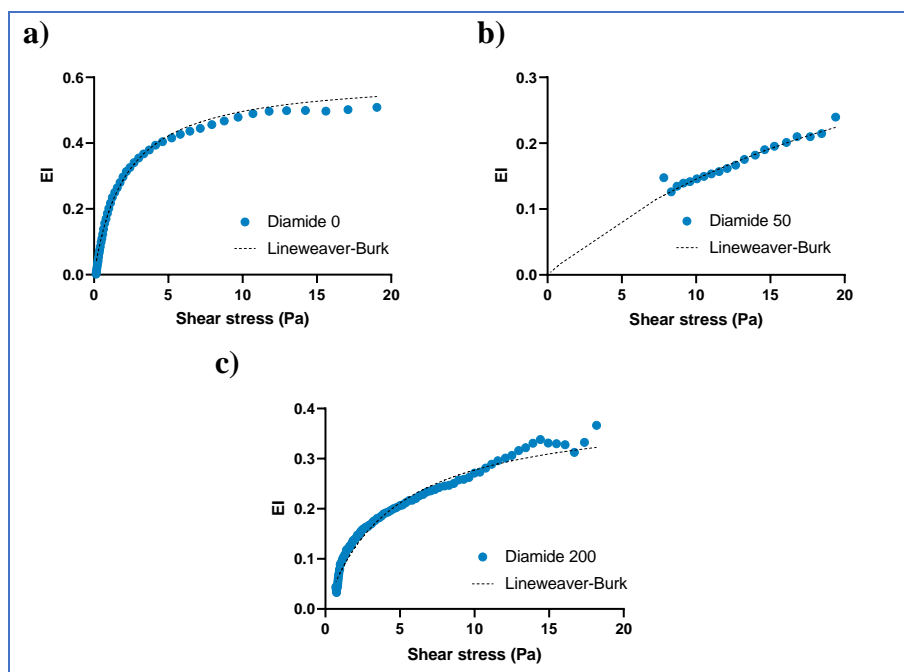 a)
0.6
0.4
0.2
0.0
EI
0 5 10 15 20
Shear stress (Pa)
Diamide 0
Lineweaver-Burk
b)
0.3
0.2
0.1
0.0
EI
0 5 10 15 20
Shear stress (Pa)
Diamide 50
Lineweaver-Burk
c)
0.4
0.3
0.2
0.1
0.0
EI
0 5 10 15 20
Shear stress (Pa)
Diamide 200
Lineweaver-Burk